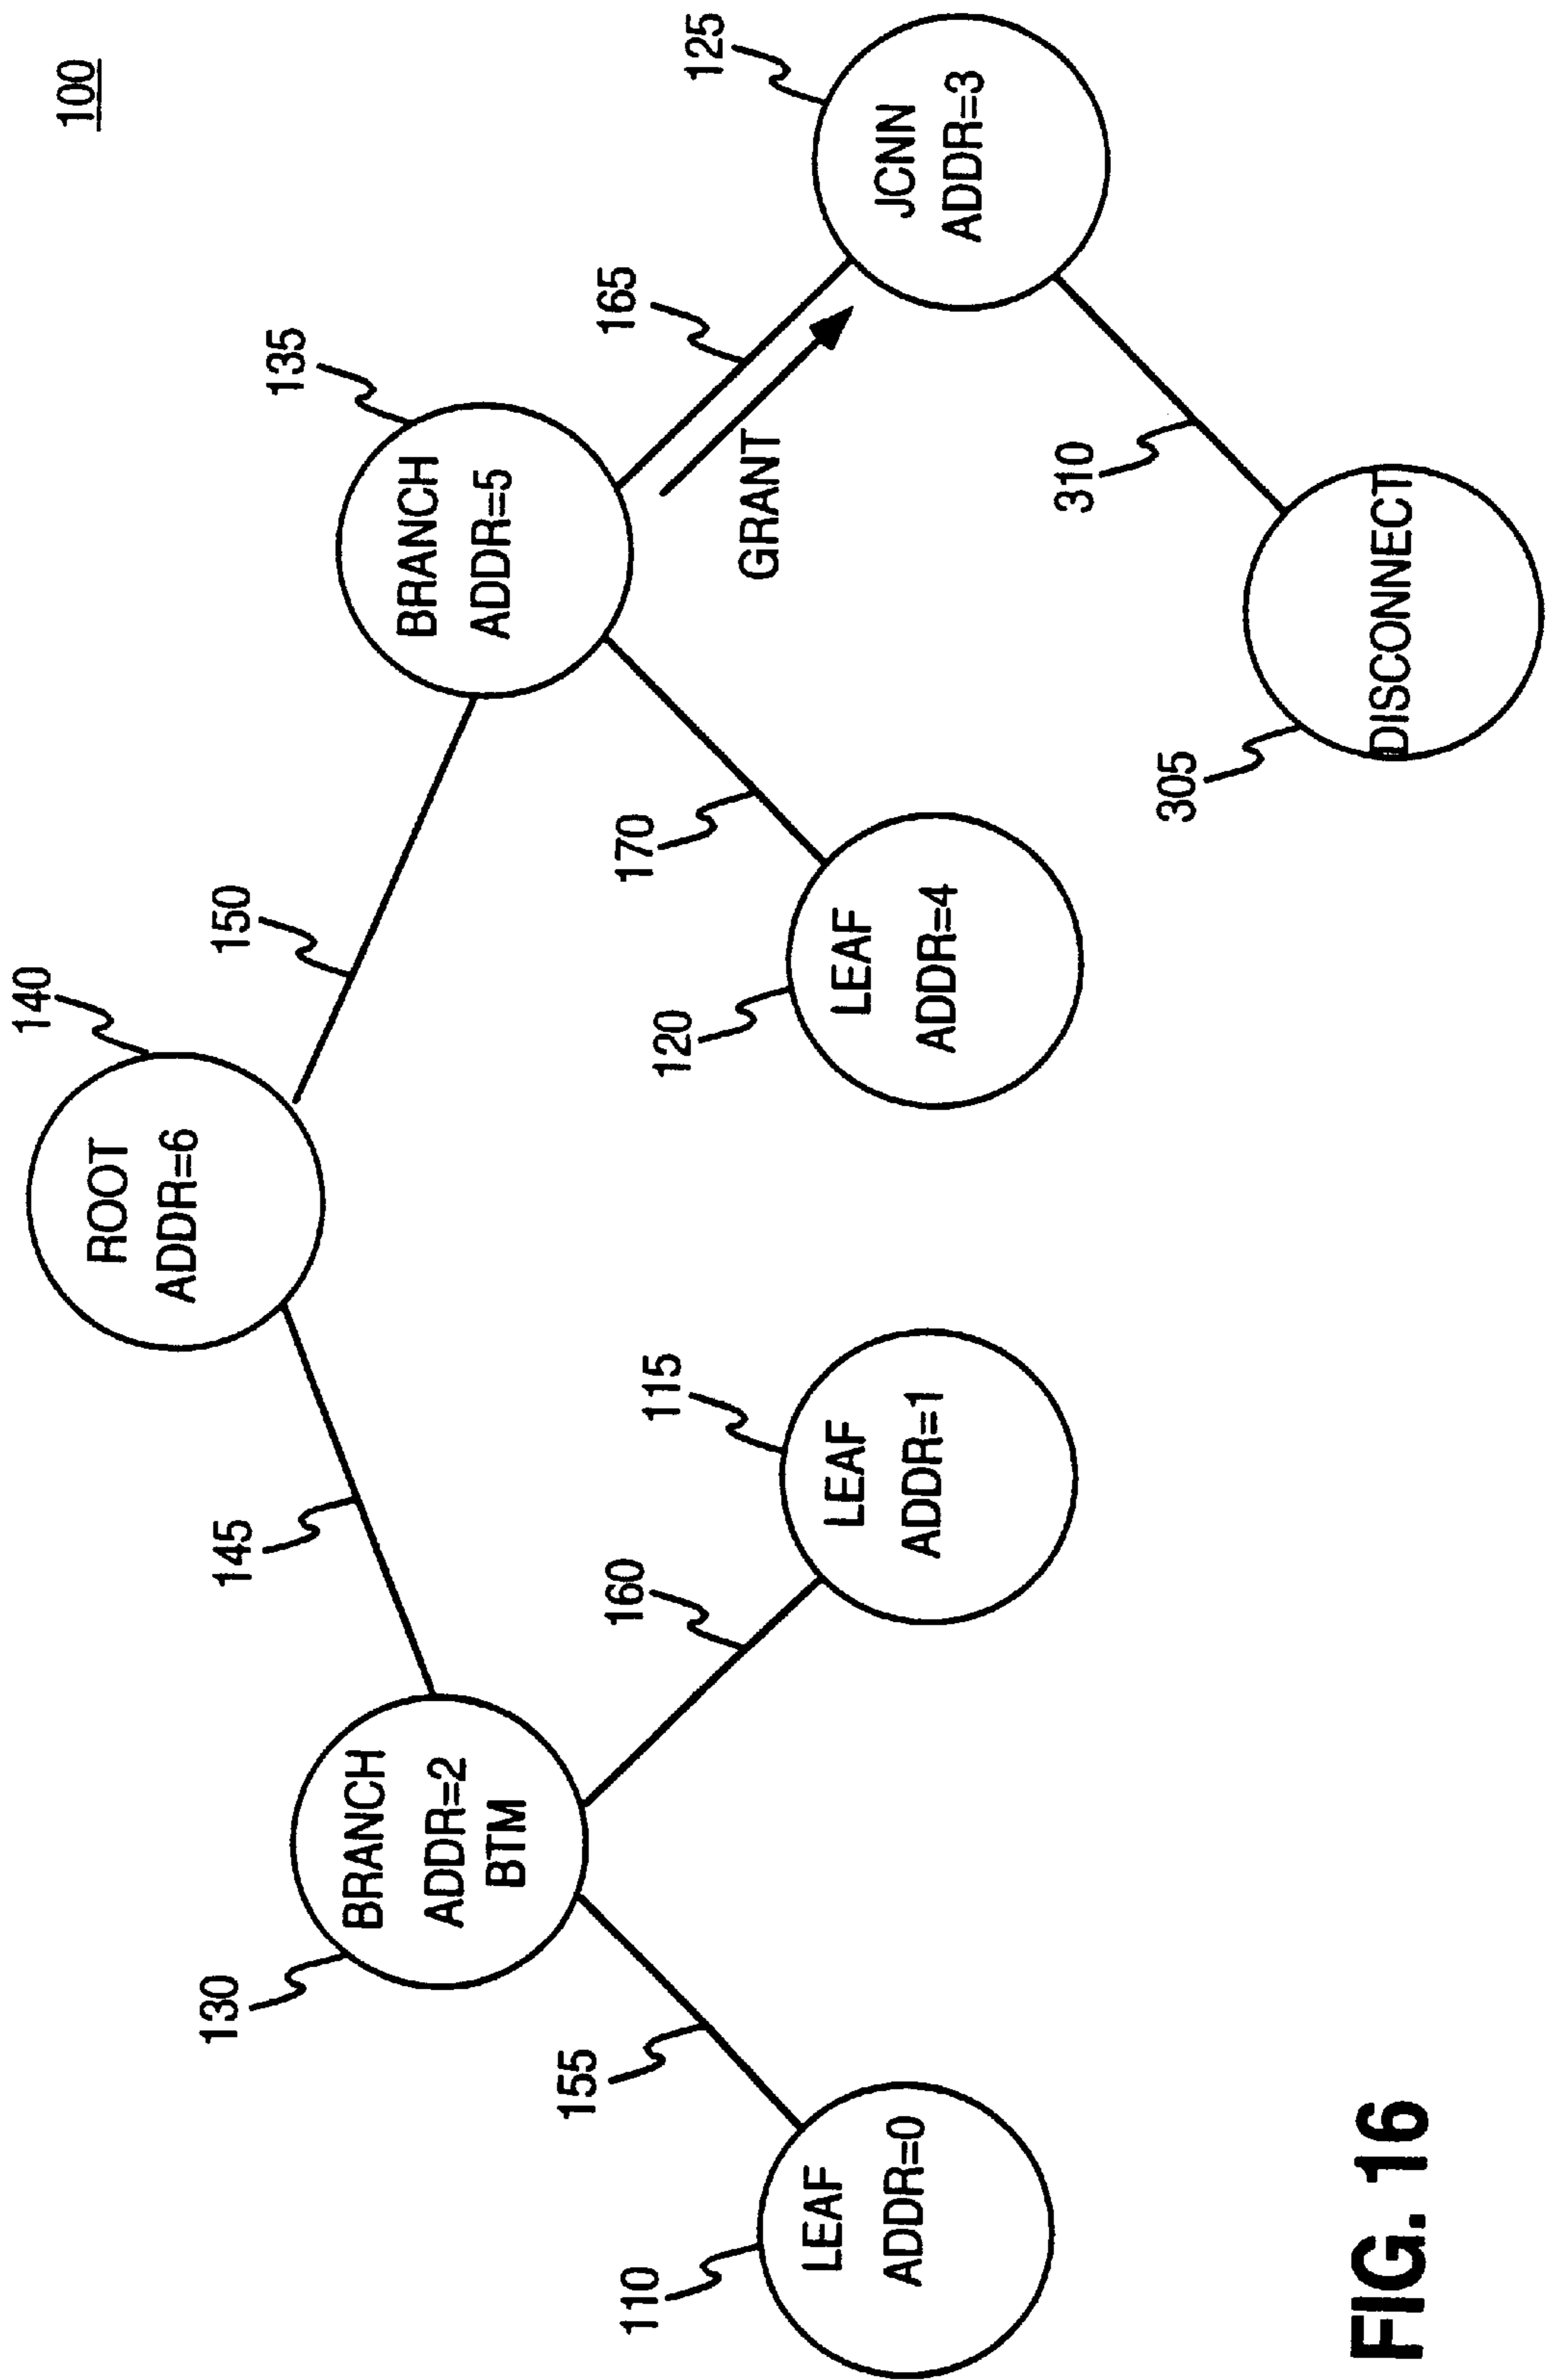 100
140
ROOT
ADDR=6
145
150
130
BRANCH
ADDR=2
BTM
135
BRANCH
ADDR=5
155
160
170
165
GRANT
110
LEAF
ADDR=0
115
LEAF
ADDR=1
120
LEAF
ADDR=4
125
JCNN
ADDR=3
310
305
DISCONNECT
FIG. 16